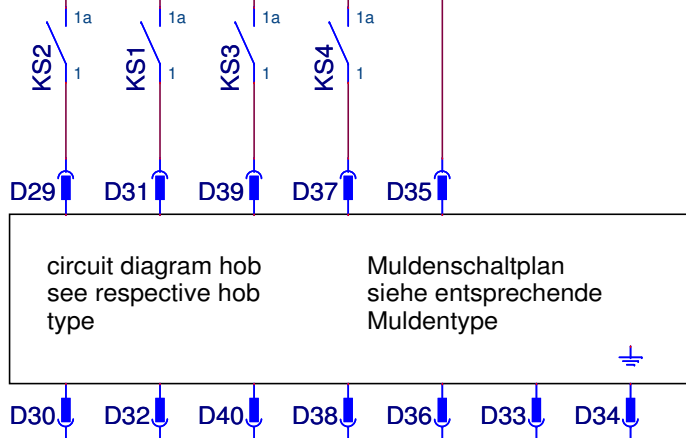 1a 1a 1a 1a
KS2 KS1 KS3 KS4
1 1 1 1
D29 D31 D39 D37 D35
circuit diagram hob
see respective hob
type
Muldenschaltplan
siehe entsprechende
Muldentype
D30 D32 D40 D38 D36 D33 D34